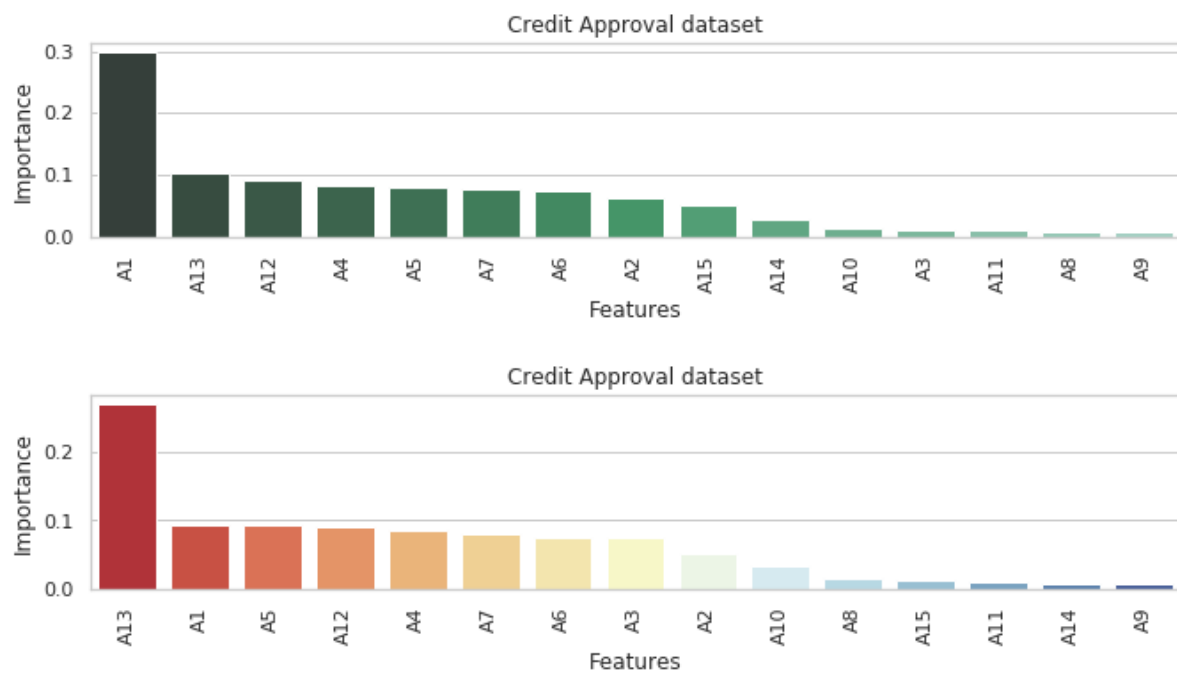 Credit Approval dataset
0.3
0.2
0.1
0.0
Importance
A1 A13 A12 A4 A5 A7 A6 A2 A15 A14 A10 A3 A11 A8 A9
Features
Credit Approval dataset
0.2
0.1
0.0
Importance
A13 A1 A5 A12 A4 A7 A6 A3 A2 A10 A8 A15 A11 A14 A9
Features